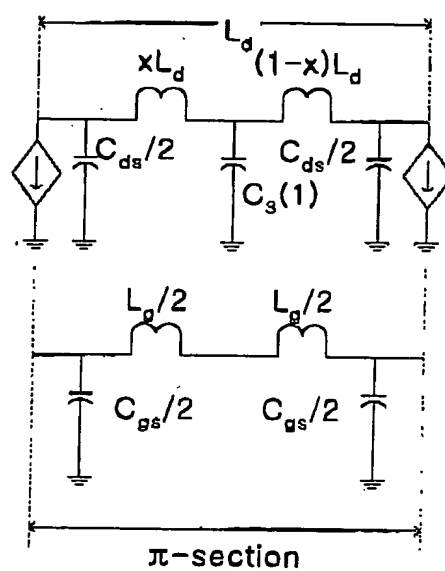 L_d
xL_d (1-x)L_d
C_ds/2 C_ds/2
C_3(1)
L_g/2 L_g/2
C_gs/2 C_gs/2
π-section